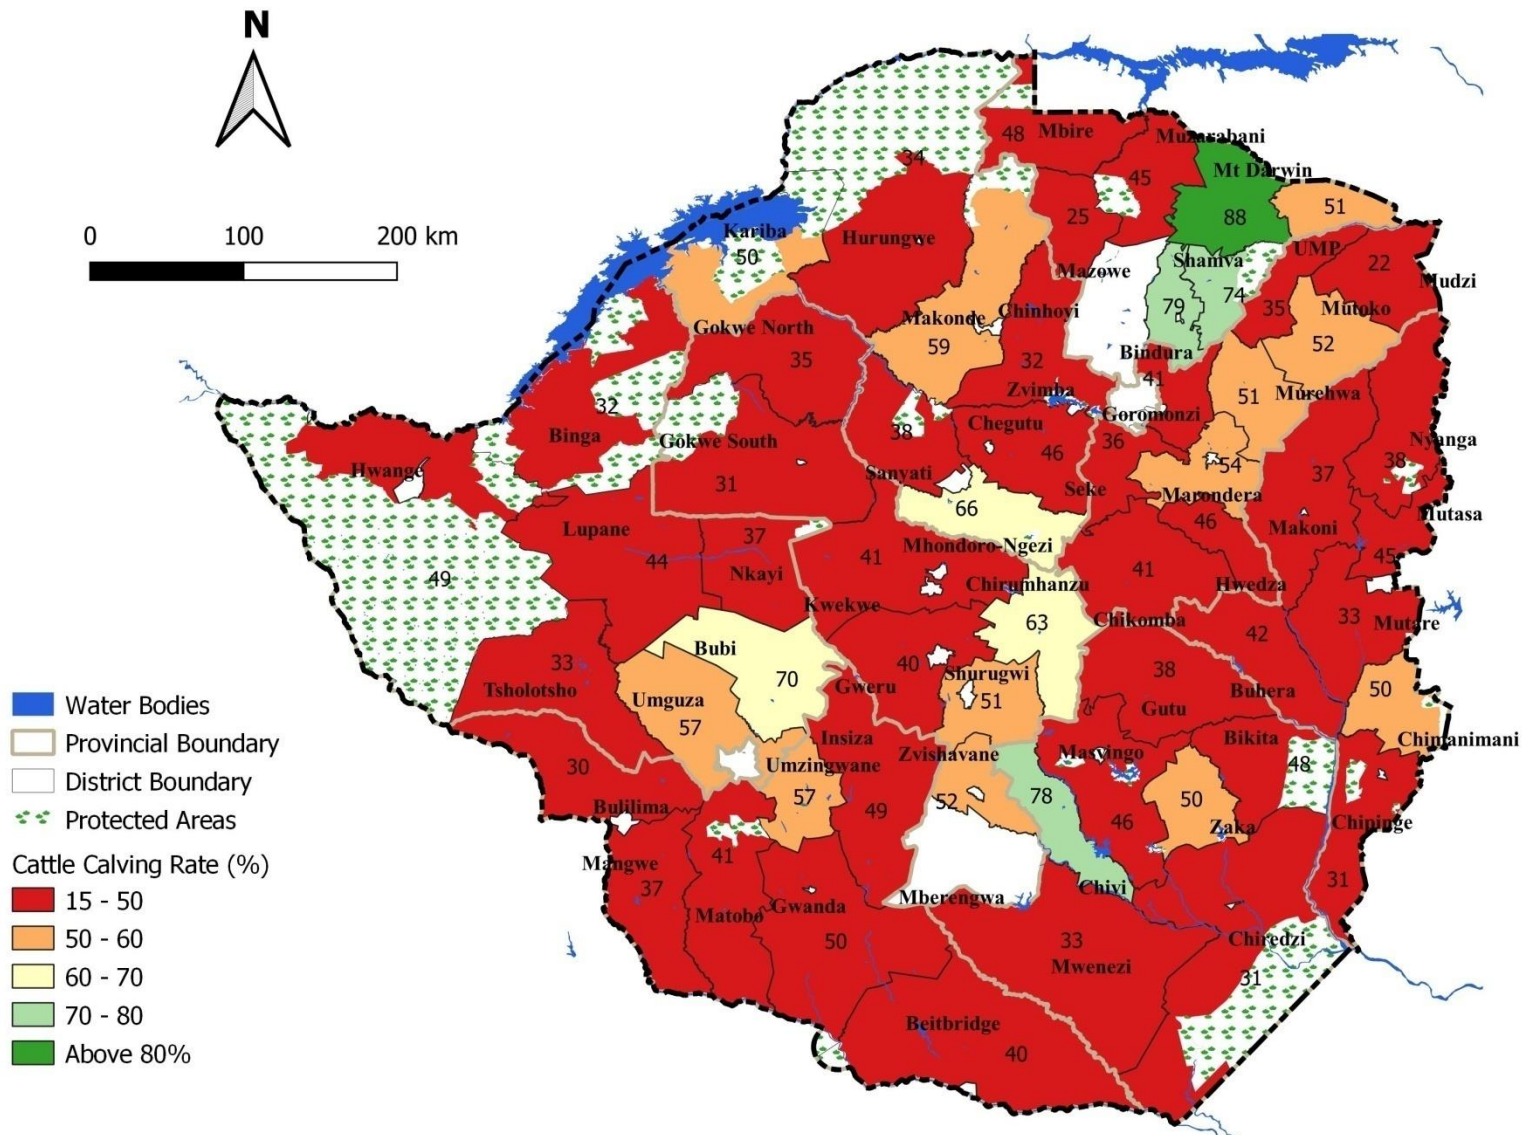 N
0 100 200 km
48 Mbire
Muzarabani
34
45
Mt Darwin
25
88
51
Kariba
Hurungwe
UMP
50
Mazowe
Shamva
22
Mudzi
79
74
35
Mutoko
Gokwe North
Makonde
Chinhoyi
35
59
32
Bindura
52
Zvimba
41
32
Binga
Gokwe South
38
Chegutu
Goromonzi
51
Murehwa
Nyanga
Hwange
46
36
38
31
Sanyati
Seke
54
37
Marondera
66
46
Makoni
Mutasa
Lupane
37
41
Mhondoro-Ngezi
45
49
44
Nkayi
Chirumhanzu
41
Hwedza
Kwekwe
63
Chikomba
33
Mutare
Bubi
42
33
40
Shurugwi
38
Tsholotsho
70
Gweru
Buhera
50
Umguza
51
Gutu
57
Insiza
Zvishavane
Masvingo
Bikita
Chimanimani
30
Umzingwane
48
Bulilima
57
52
78
50
49
46
Zaka
Chipinge
Mangwe
41
37
Chivi
31
Matobo
Gwanda
Mberengwa
50
33
Chiredzi
Mwenezi
31
Beitbridge
40
Water Bodies
Provincial Boundary
District Boundary
Protected Areas
Cattle Calving Rate (%)
15 - 50
50 - 60
60 - 70
70 - 80
Above 80%